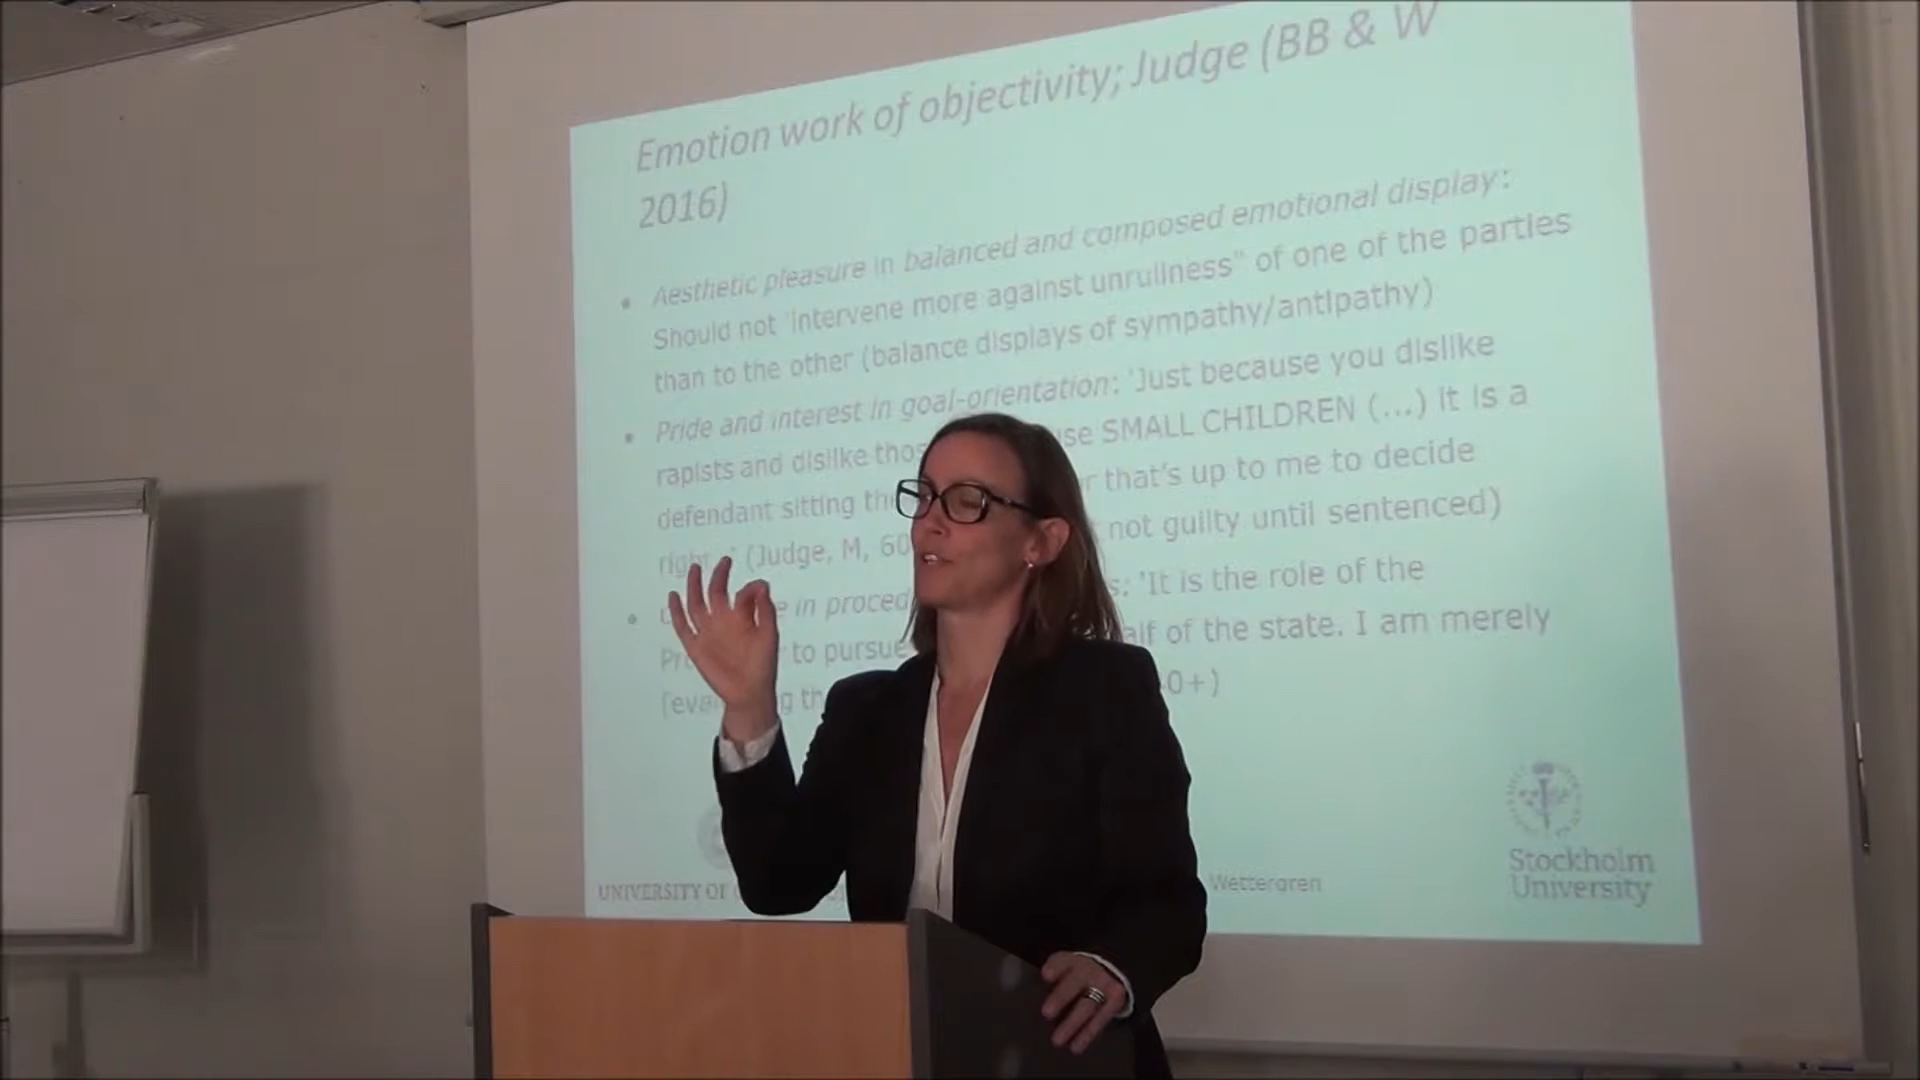 Emotion work of objectivity; Judge (BB & W
2016)
• Aesthetic pleasure in balanced and composed emotional display:
Should not 'intervene more against unruliness" of one of the parties
than to the other (balance displays of sympathy/antipathy)
• Pride and interest in goal-orientation: 'Just because you dislike
rapists and dislike SMALL CHILDREN (...) it is a
defendant sitting that's up to me to decide
(Judge, M, 60 not guilty until sentenced)
• in 'It is the role of the
to pursue of the state. I am merely
0+)
UNIVERSITY OF
Wettergren
Stockholm
University